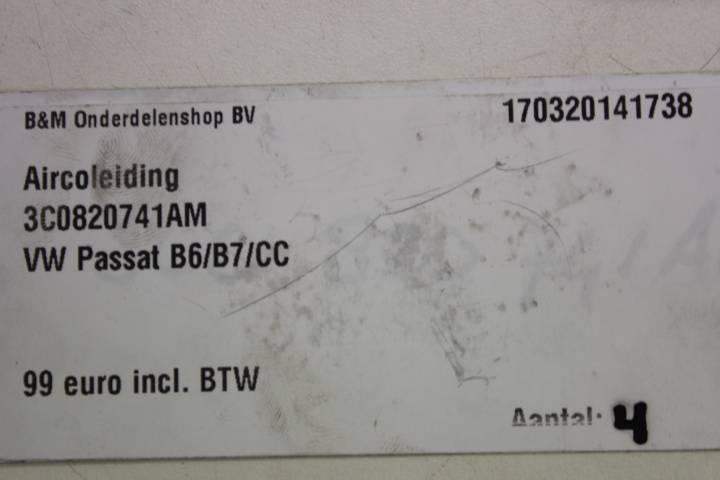 B&M Onderdelenshop BV
170320141738
Aircoleiding
3C0820741AM
VW Passat B6/B7/CC
99 euro incl. BTW
Aantal: 4